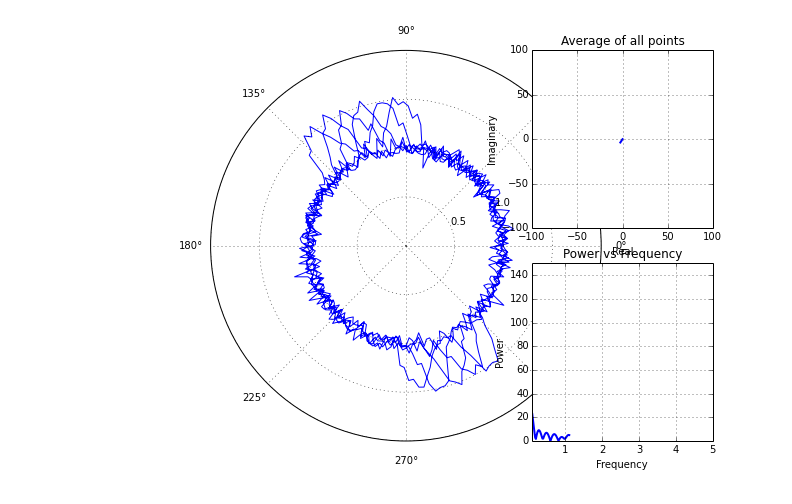 90°
135°
180°
225°
270°
0°
0.5
1.0
Average of all points
Imaginary
100
50
0
−50
−100
−100 −50 0 50 100
Real
Power vs Frequency
Power
140
120
100
80
60
40
20
0
1 2 3 4 5
Frequency